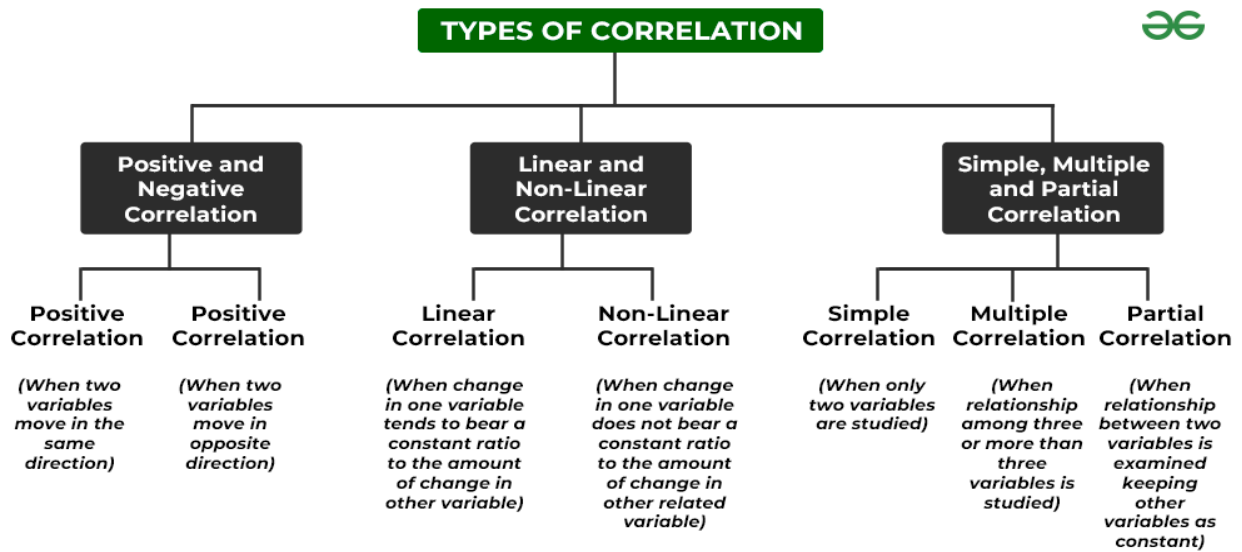 TYPES OF CORRELATION
Positive and
Negative
Correlation
Positive
Correlation
(When two
variables
move in the
same
direction)
Positive
Correlation
(When two
variables
move in
opposite
direction)
Linear and
Non-Linear
Correlation
Linear
Correlation
(When change
in one variable
tends to bear a
constant ratio
to the amount
of change in
other variable)
Non-Linear
Correlation
(When change
in one variable
does not bear a
constant ratio
to the amount
of change in
other related
variable)
Simple, Multiple
and Partial
Correlation
Simple
Correlation
(When only
two variables
are studied)
Multiple
Correlation
(When
relationship
among three
or more than
three
variables is
studied)
Partial
Correlation
(When
relationship
between two
variables is
examined
keeping
other
variables as
constant)